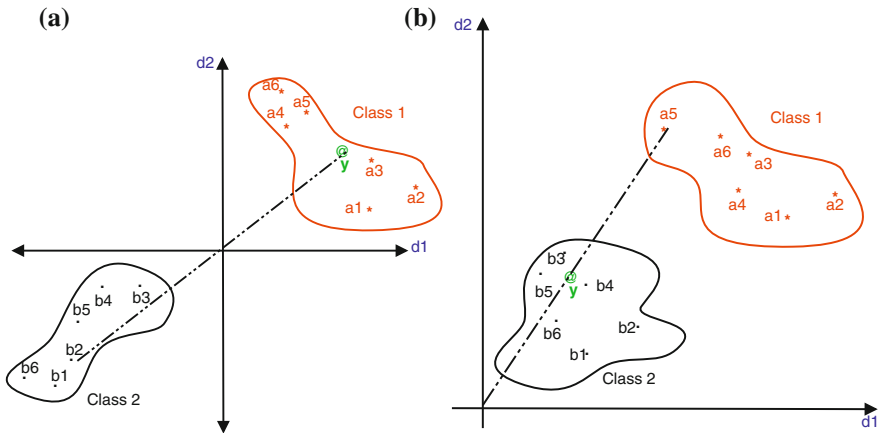 (a)
d2
a6
a5
a4
Class 1
@
y
a3
a2
a1
d1
b3
b4
b5
b2
b6
b1
Class 2
(b)
d2
a5
Class 1
a6
a3
a4
a2
a1
b3
@
y
b5
b4
b6
b2
b1
Class 2
d1